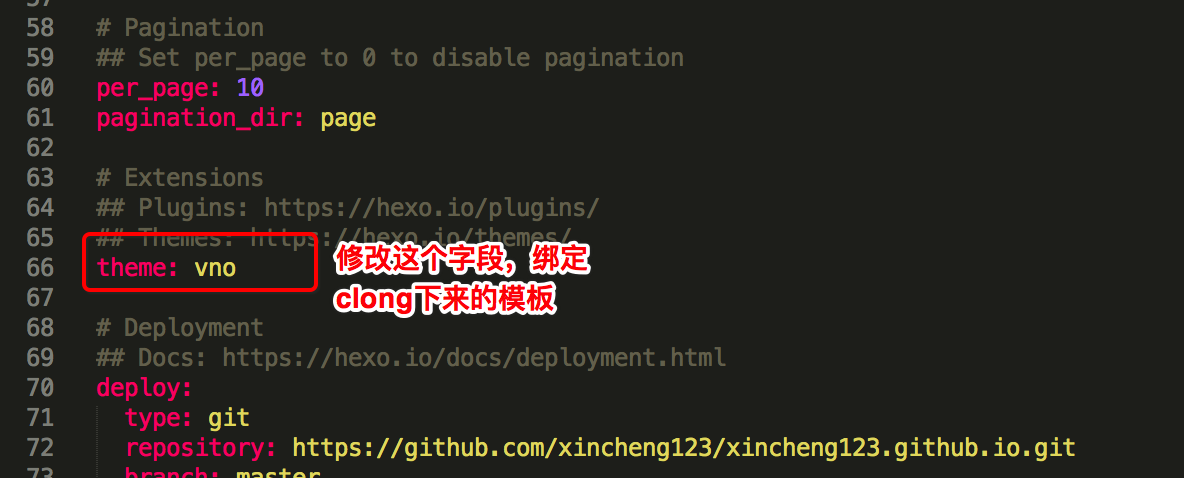 57
58 # Pagination
59 ## Set per_page to 0 to disable pagination
60 per_page: 10
61 pagination_dir: page
62
63 # Extensions
64 ## Plugins: https://hexo.io/plugins/
65 ## Themes: https://hexo.io/themes/
66 theme: vno
修改这个字段，绑定
clong下来的模板
67
68 # Deployment
69 ## Docs: https://hexo.io/docs/deployment.html
70 deploy:
71 type: git
72 repository: https://github.com/xincheng123/xincheng123.github.io.git
73 branch: master